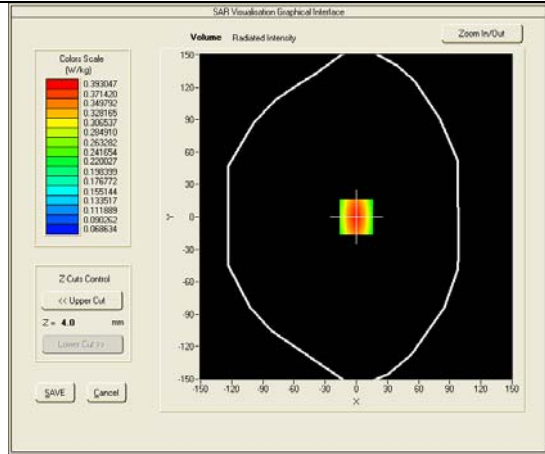 SAR Visualisation Graphical Interface
Volume Radiated Intensity
Zoom In/Out
Colors Scale
(W/kg)
0.393047
0.371420
0.349792
0.328165
0.306537
0.284910
0.263282
0.241654
0.220027
0.198399
0.176772
0.155144
0.133517
0.111889
0.090262
0.068634
Z-Cuts Control
<< Upper Cut
Z = 4.0 mm
Lower Cut >>
SAVE Cancel
150-
120-
90-
60-
30-
Y 0-
-30-
-60-
-90-
-120-
-150-
-150 -120 -90 -60 -30 0 30 60 90 120 150
X